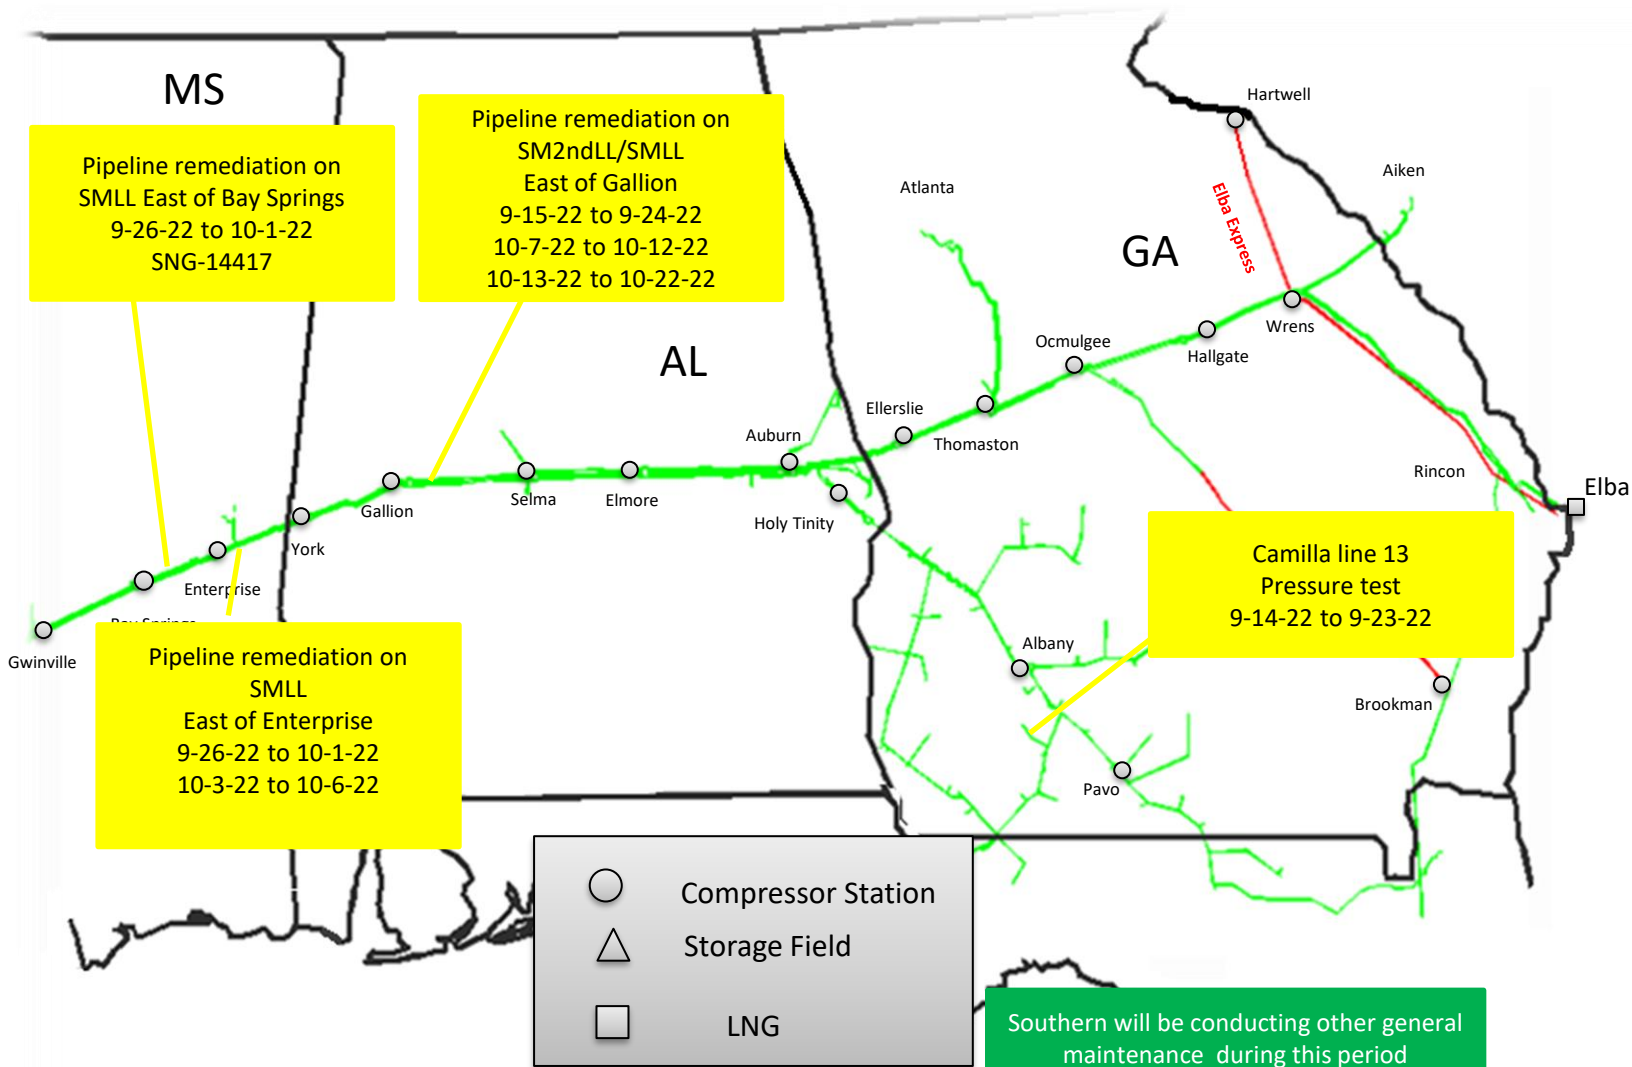 MS
Pipeline remediation on
SMLL East of Bay Springs
9-26-22 to 10-1-22
SNG-14417
Pipeline remediation on
SM2ndLL/SMLL
East of Gallion
9-15-22 to 9-24-22
10-7-22 to 10-12-22
10-13-22 to 10-22-22
Hartwell
Aiken
Atlanta
Elba Express
GA
AL
Wrens
Hallgate
Ocmulgee
Ellerslie
Thomaston
Auburn
Rincon
Elba
Gallion
Selma
Elmore
Holy Tinity
York
Enterprise
Bay Springs
Gwinville
Pipeline remediation on
SMLL
East of Enterprise
9-26-22 to 10-1-22
10-3-22 to 10-6-22
Camilla line 13
Pressure test
9-14-22 to 9-23-22
Albany
Brookman
Pavo
Compressor Station
Storage Field
LNG
Southern will be conducting other general
maintenance during this period